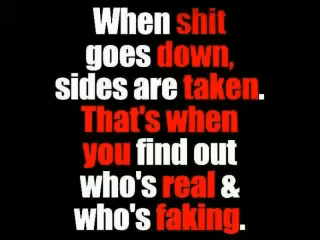 When shit
goes down,
sides are taken.
That's when
you find out
who's real &
who's faking.